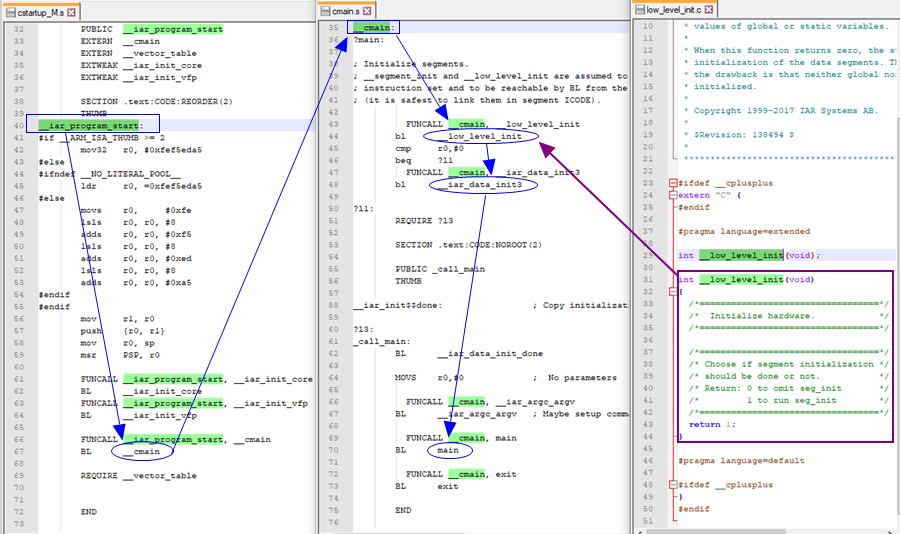 cstartup_M.s
32 PUBLIC __iar_program_start
33 EXTERN __cmain
34 EXTERN __vector_table
35 EXTWEAK __iar_init_core
36 EXTWEAK __iar_init_vfp
37
38 SECTION .text:CODE:REORDER(2)
39 THUMB
40 __iar_program_start:
41 #if __ARM_ISA_THUMB >= 2
42 mov32 r0, #0xfef5eda5
43 #else
44 #ifndef __NO_LITERAL_POOL__
45 ldr r0, =0xfef5eda5
46 #else
47 movs r0, #0xfe
48 lsls r0, r0, #8
49 adds r0, r0, #0xf5
50 lsls r0, r0, #8
51 adds r0, r0, #0xed
52 lsls r0, r0, #8
53 adds r0, r0, #0xa5
54 #endif
55 #endif
56 mov r1, r0
57 push {r0, r1}
58 mov r0, sp
59 msr PSP, r0
60
61 FUNCALL __iar_program_start, __iar_init_core
62 BL __iar_init_core
63 FUNCALL __iar_program_start, __iar_init_vfp
64 BL __iar_init_vfp
65
66 FUNCALL __iar_program_start, __cmain
67 BL __cmain
68
69 REQUIRE __vector_table
70
71
72 END
73
cmain.s
35 __cmain:
36 ?main:
37
38 ; Initialize segments.
39 ; __segment_init and __low_level_init are assumed to
40 ; instruction set and to be reachable by BL from the
41 ; (it is safest to link them in segment ICODE).
42
43 FUNCALL __cmain, __low_level_init
44 bl __low_level_init
45 cmp r0,#0
46 beq ?l1
47 FUNCALL __cmain, __iar_data_init3
48 bl __iar_data_init3
49
50 ?l1:
51 REQUIRE ?l3
52
53 SECTION .text:CODE:NOROOT(2)
54
55 PUBLIC _call_main
56 THUMB
57
58 __iar_init$$done: ; Copy initializati
59
60 ?l3:
61 _call_main:
62 BL __iar_data_init_done
63
64 MOVS r0,#0 ; No parameters
65
66 FUNCALL __cmain, __iar_argc_argv
67 BL __iar_argc_argv ; Maybe setup comma
68
69 FUNCALL __cmain, main
70 BL main
71
72 FUNCALL __cmain, exit
73 BL exit
74
75 END
76
low_level_init.c
10 * values of global or static variables.
11 *
12 * When this function returns zero, the s
13 * initialization of the data segments. T
14 * the drawback is that neither global no
15 * initialized.
16 *
17 * Copyright 1999-2017 IAR Systems AB.
18 *
19 * $Revision: 138494 $
20 *
21 *****************************************
22
23 #ifdef __cplusplus
24 extern "C" {
25 #endif
26
27 #pragma language=extended
28
29 int __low_level_init(void);
30
31 int __low_level_init(void)
32 {
33 /*==================================*/
34 /* Initialize hardware. */
35 /*==================================*/
36
37 /*==================================*/
38 /* Choose if segment initialization */
39 /* should be done or not. */
40 /* Return: 0 to omit seg_init */
41 /* 1 to run seg_init */
42 /*==================================*/
43 return 1;
44 }
45
46 #pragma language=default
47
48 #ifdef __cplusplus
49 }
50 #endif
51